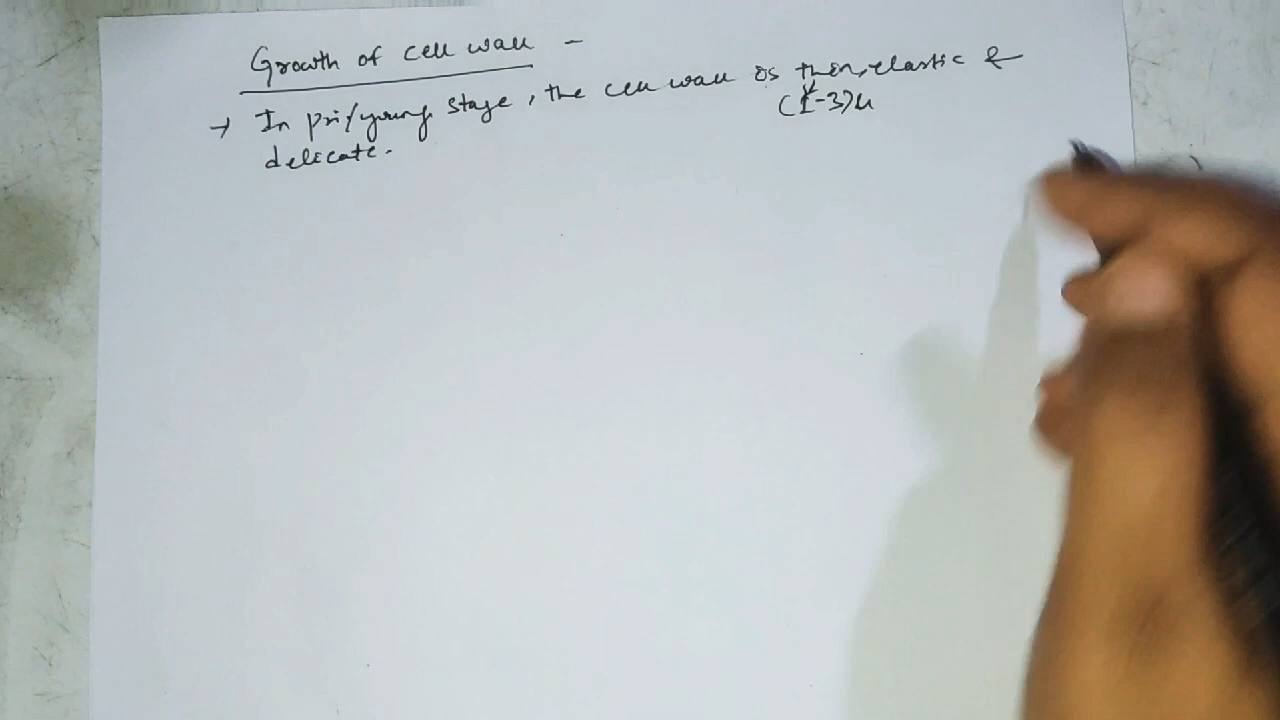 Growth of cell wall -
→ In pri/young stage, the cell wall is thin, elastic &
(1-3)µ
delicate.